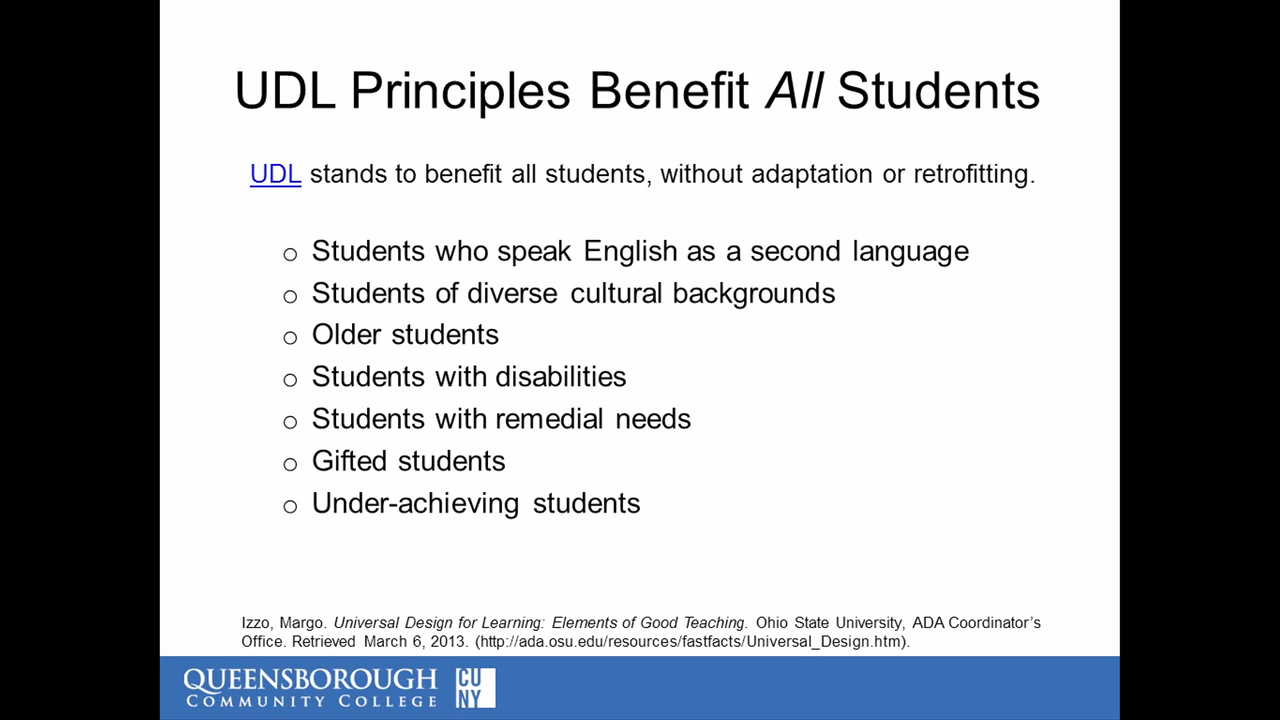 UDL Principles Benefit All Students
UDL stands to benefit all students, without adaptation or retrofitting.
o Students who speak English as a second language
o Students of diverse cultural backgrounds
o Older students
o Students with disabilities
o Students with remedial needs
o Gifted students
o Under-achieving students
Izzo, Margo. Universal Design for Learning: Elements of Good Teaching. Ohio State University, ADA Coordinator's
Office. Retrieved March 6, 2013. (http://ada.osu.edu/resources/fastfacts/Universal_Design.htm).
QUEENSBOROUGH
COMMUNITY COLLEGE
CU
NY